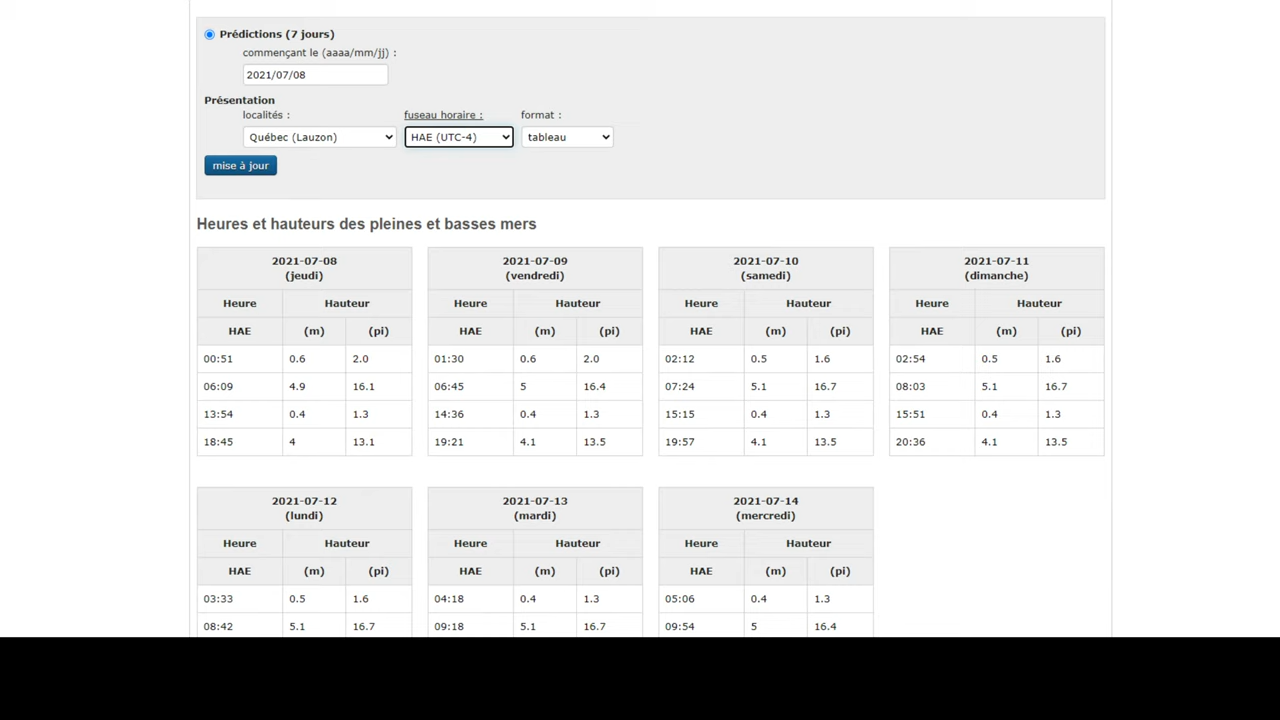 Prédictions (7 jours)
commençant le (aaaa/mm/jj) :
2021/07/08
Présentation
localités : fuseau horaire : format :
Québec (Lauzon) HAE (UTC-4) tableau
mise à jour
Heures et hauteurs des pleines et basses mers
2021-07-08 2021-07-09 2021-07-10 2021-07-11
(jeudi) (vendredi) (samedi) (dimanche)
Heure Hauteur Heure Hauteur Heure Hauteur Heure Hauteur
HAE (m) (pi) HAE (m) (pi) HAE (m) (pi) HAE (m) (pi)
00:51 0.6 2.0 01:30 0.6 2.0 02:12 0.5 1.6 02:54 0.5 1.6
06:09 4.9 16.1 06:45 5 16.4 07:24 5.1 16.7 08:03 5.1 16.7
13:54 0.4 1.3 14:36 0.4 1.3 15:15 0.4 1.3 15:51 0.4 1.3
18:45 4 13.1 19:21 4.1 13.5 19:57 4.1 13.5 20:36 4.1 13.5
2021-07-12 2021-07-13 2021-07-14
(lundi) (mardi) (mercredi)
Heure Hauteur Heure Hauteur Heure Hauteur
HAE (m) (pi) HAE (m) (pi) HAE (m) (pi)
03:33 0.5 1.6 04:18 0.4 1.3 05:06 0.4 1.3
08:42 5.1 16.7 09:18 5.1 16.7 09:54 5 16.4